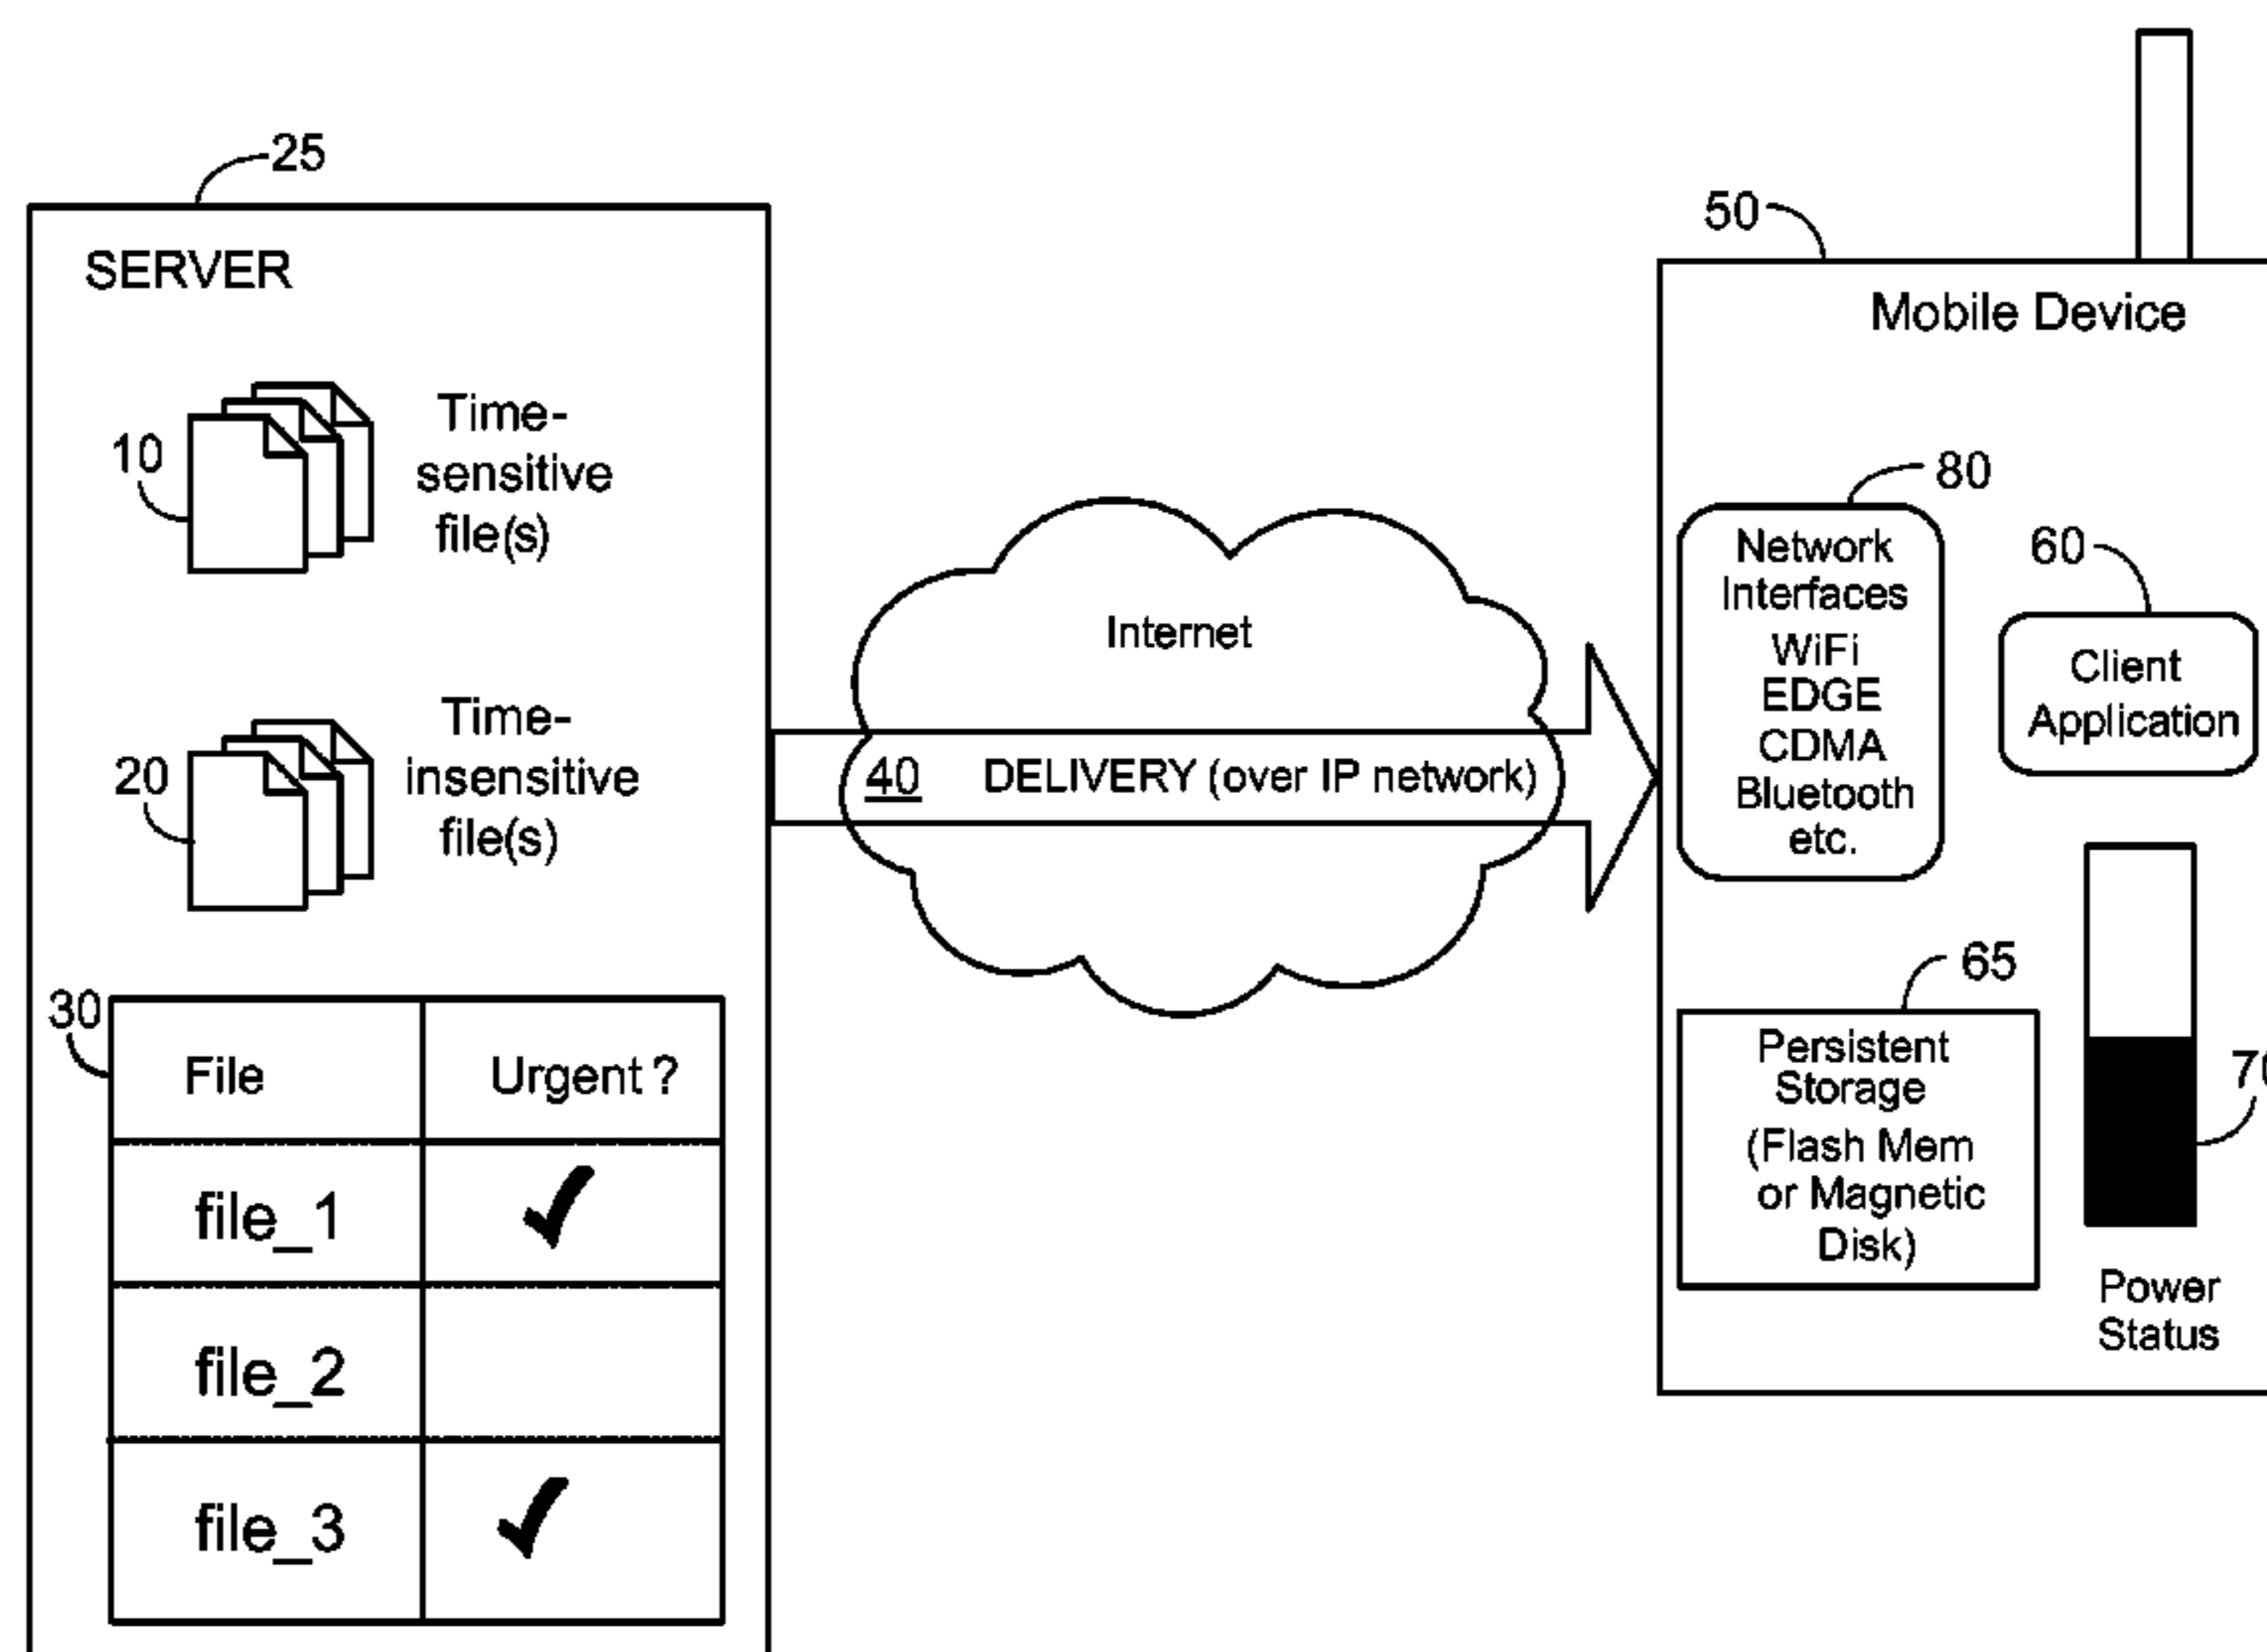 25
SERVER
10
Time-
sensitive
file(s)
20
Time-
insensitive
file(s)
30
File Urgent ?
file_1 ✓
file_2
file_3 ✓
Internet
40 DELIVERY (over IP network)
50
Mobile Device
80
Network
Interfaces
WiFi
EDGE
CDMA
Bluetooth
etc.
60
Client
Application
65
Persistent
Storage
(Flash Mem
or Magnetic
Disk)
70
Power
Status